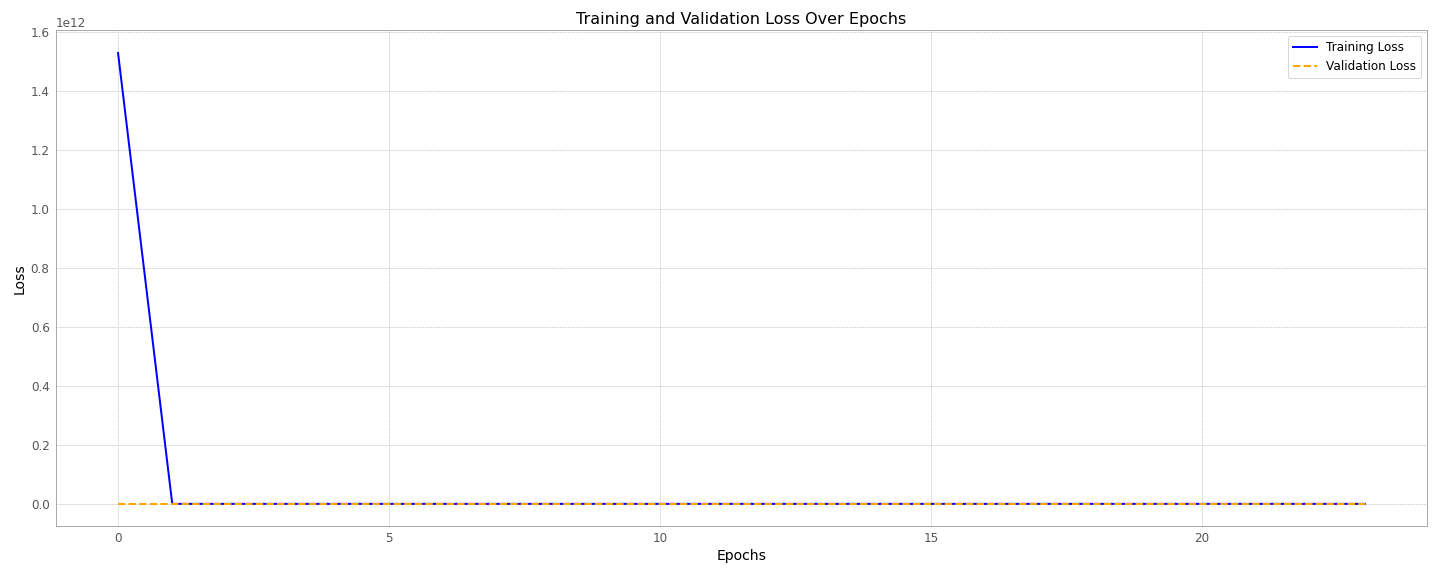 Training and Validation Loss Over Epochs
1e12
1.6
1.4
1.2
1.0
0.8
0.6
0.4
0.2
0.0
Loss
Training Loss
Validation Loss
0 5 10 15 20
Epochs